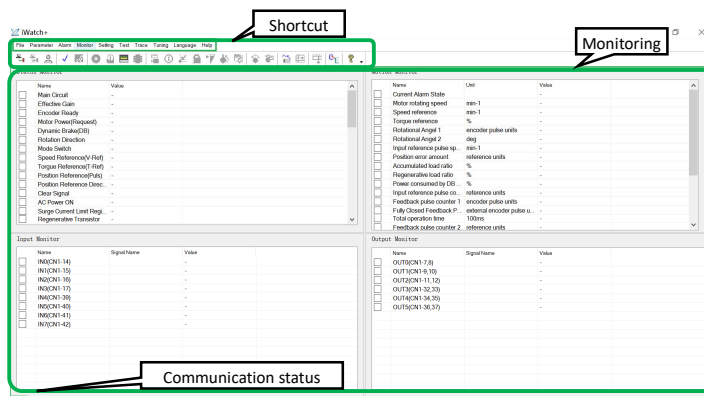 Shortcut
iWatch+
Monitoring
File Parameter Alarm Monitor Setting Test Trace Tuning Language Help
Status Monitor
Name Value
Main Circuit -
Effective Gain -
Encoder Ready -
Motor Power(Request) -
Dynamic Brake(DB) -
Rotation Direction -
Mode Switch -
Speed Reference(V-Ref) -
Torgue Reference(T-Ref) -
Position Reference(Puls) -
Position Reference Direc... -
Clear Signal -
AC Power ON -
Surge Current Limit Regi... -
Regenerative Transistor -
Motion Monitor
Name Unit Value
Current Alarm State -
Motor rotating speed min-1 -
Speed reference min-1 -
Torque reference % -
Rotational Angel 1 encoder pulse units -
Rotational Angel 2 deg -
Input reference pulse sp... min-1 -
Position error amount reference units -
Accumulated load ratio % -
Regenerative load ratio % -
Power consumed by DB ... % -
Input reference pulse co... reference units -
Feedback pulse counter 1 encoder pulse units -
Fully Closed Feedback P... external encoder pulse u... -
Total operation time 100ms -
Feedback pulse counter 2 reference units -
Input Monitor
Name Signal Name Value
IN0(CN1-14) -
IN1(CN1-15) -
IN2(CN1-16) -
IN3(CN1-17) -
IN4(CN1-39) -
IN5(CN1-40) -
IN6(CN1-41) -
IN7(CN1-42) -
Output Monitor
Name Signal Name Value
OUT0(CN1-7,8) -
OUT1(CN1-9,10) -
OUT2(CN1-11,12) -
OUT3(CN1-32,33) -
OUT4(CN1-34,35) -
OUT5(CN1-36,37) -
Communication status